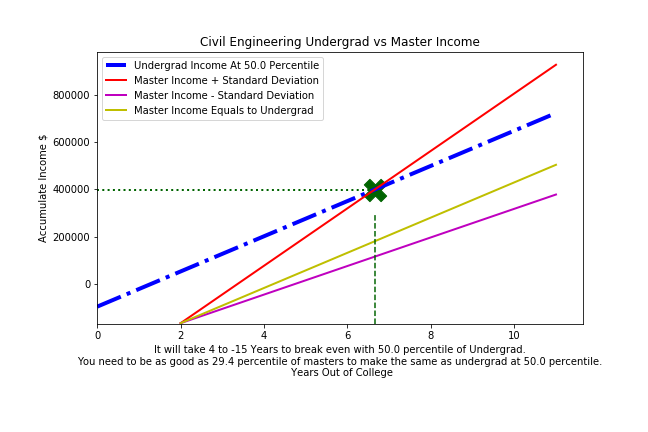 Civil Engineering Undergrad vs Master Income
Undergrad Income At 50.0 Percentile
Master Income + Standard Deviation
Master Income - Standard Deviation
Master Income Equals to Undergrad
Accumulate Income $
800000
600000
400000
200000
0
0 2 4 6 8 10
It will take 4 to -15 Years to break even with 50.0 percentile of Undergrad.
You need to be as good as 29.4 percentile of masters to make the same as undergrad at 50.0 percentile.
Years Out of College